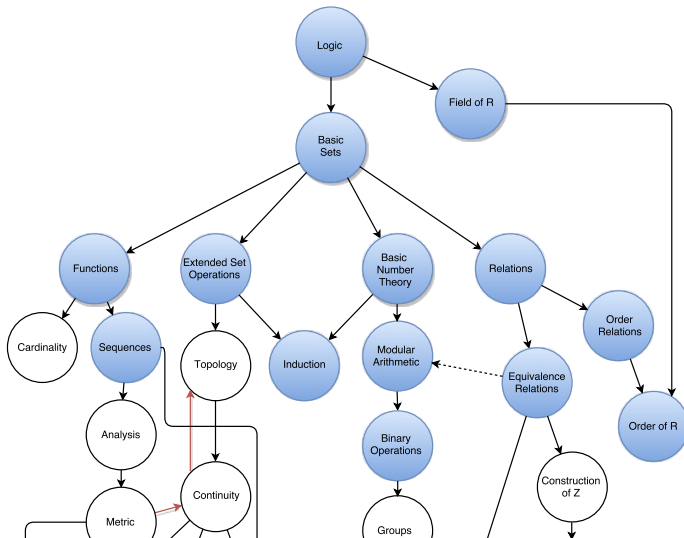 Logic
Field of R
Basic
Sets
Functions
Extended Set
Operations
Basic
Number
Theory
Relations
Order
Relations
Cardinality
Sequences
Topology
Induction
Modular
Arithmetic
Equivalence
Relations
Order of R
Analysis
Binary
Operations
Continuity
Construction
of Z
Metric
Groups